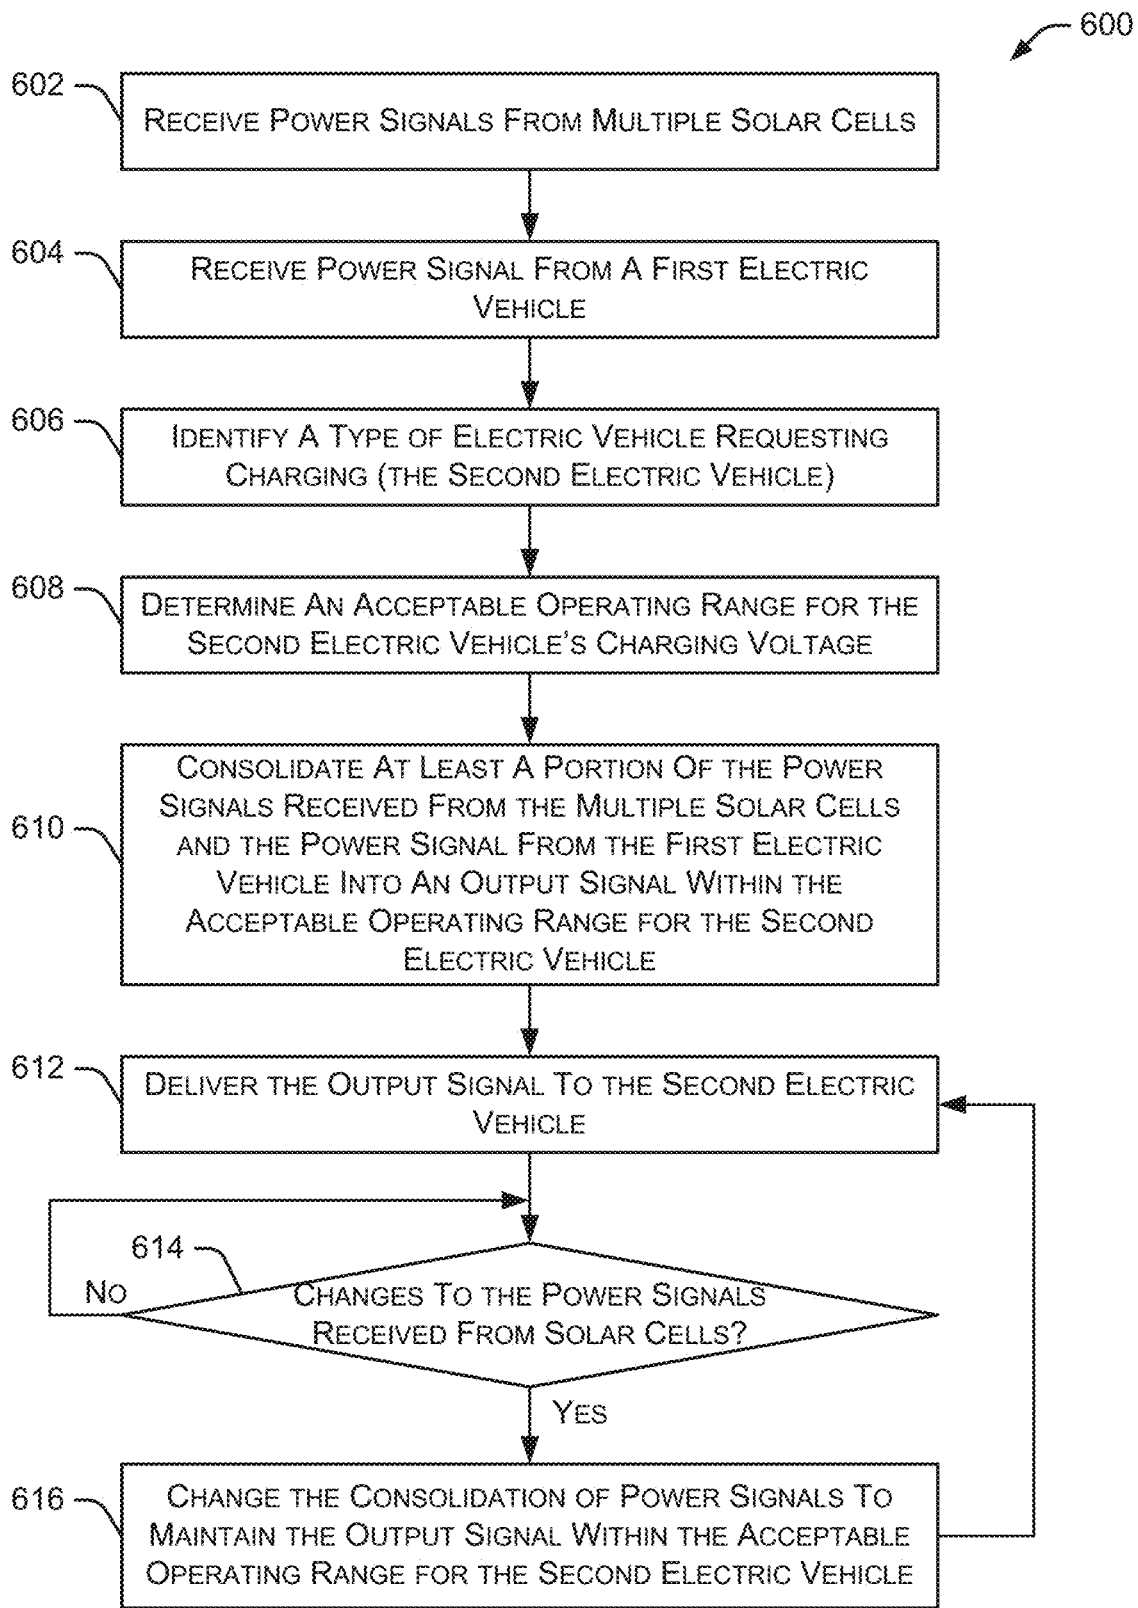 600
602
RECEIVE POWER SIGNALS FROM MULTIPLE SOLAR CELLS
604
RECEIVE POWER SIGNAL FROM A FIRST ELECTRIC
VEHICLE
606
IDENTIFY A TYPE OF ELECTRIC VEHICLE REQUESTING
CHARGING (THE SECOND ELECTRIC VEHICLE)
608
DETERMINE AN ACCEPTABLE OPERATING RANGE FOR THE
SECOND ELECTRIC VEHICLE'S CHARGING VOLTAGE
610
CONSOLIDATE AT LEAST A PORTION OF THE POWER
SIGNALS RECEIVED FROM THE MULTIPLE SOLAR CELLS
AND THE POWER SIGNAL FROM THE FIRST ELECTRIC
VEHICLE INTO AN OUTPUT SIGNAL WITHIN THE
ACCEPTABLE OPERATING RANGE FOR THE SECOND
ELECTRIC VEHICLE
612
DELIVER THE OUTPUT SIGNAL TO THE SECOND ELECTRIC
VEHICLE
614
NO
CHANGES TO THE POWER SIGNALS
RECEIVED FROM SOLAR CELLS?
YES
616
CHANGE THE CONSOLIDATION OF POWER SIGNALS TO
MAINTAIN THE OUTPUT SIGNAL WITHIN THE ACCEPTABLE
OPERATING RANGE FOR THE SECOND ELECTRIC VEHICLE